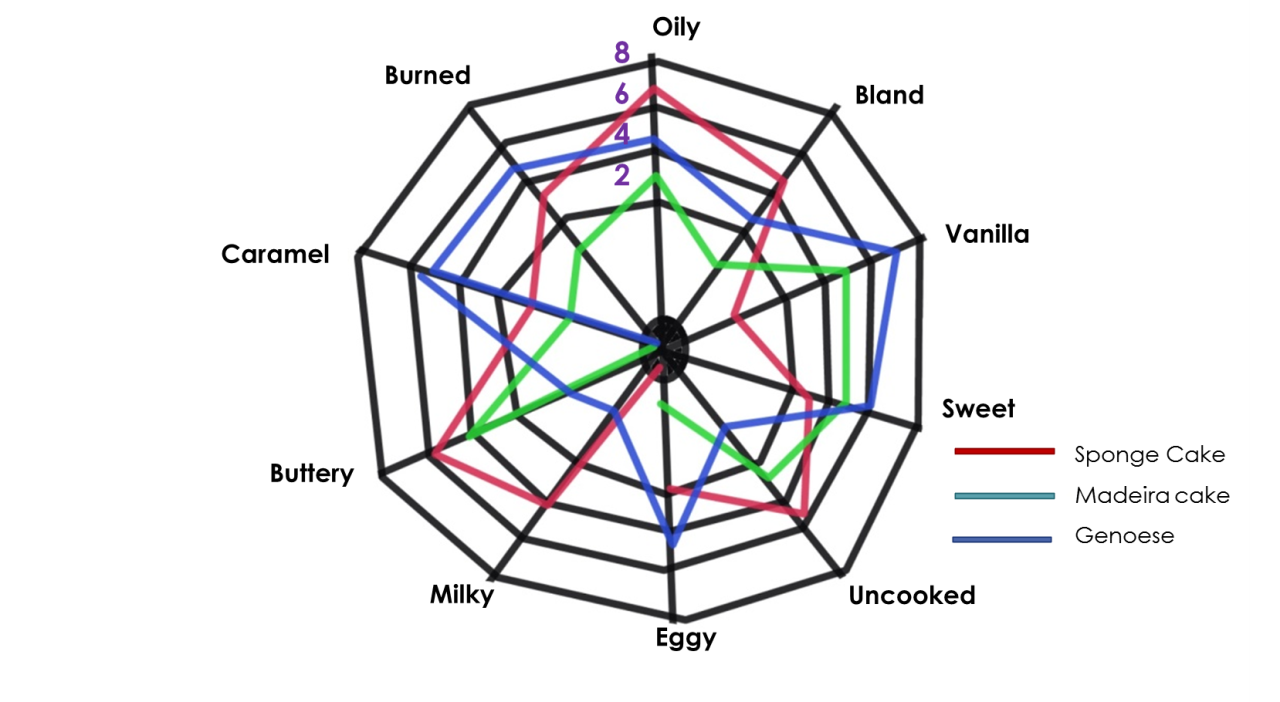 Oily
8
Burned
6
Bland
4
2
Vanilla
Caramel
Sweet
Sponge Cake
Buttery
Madeira cake
Genoese
Milky
Uncooked
Eggy